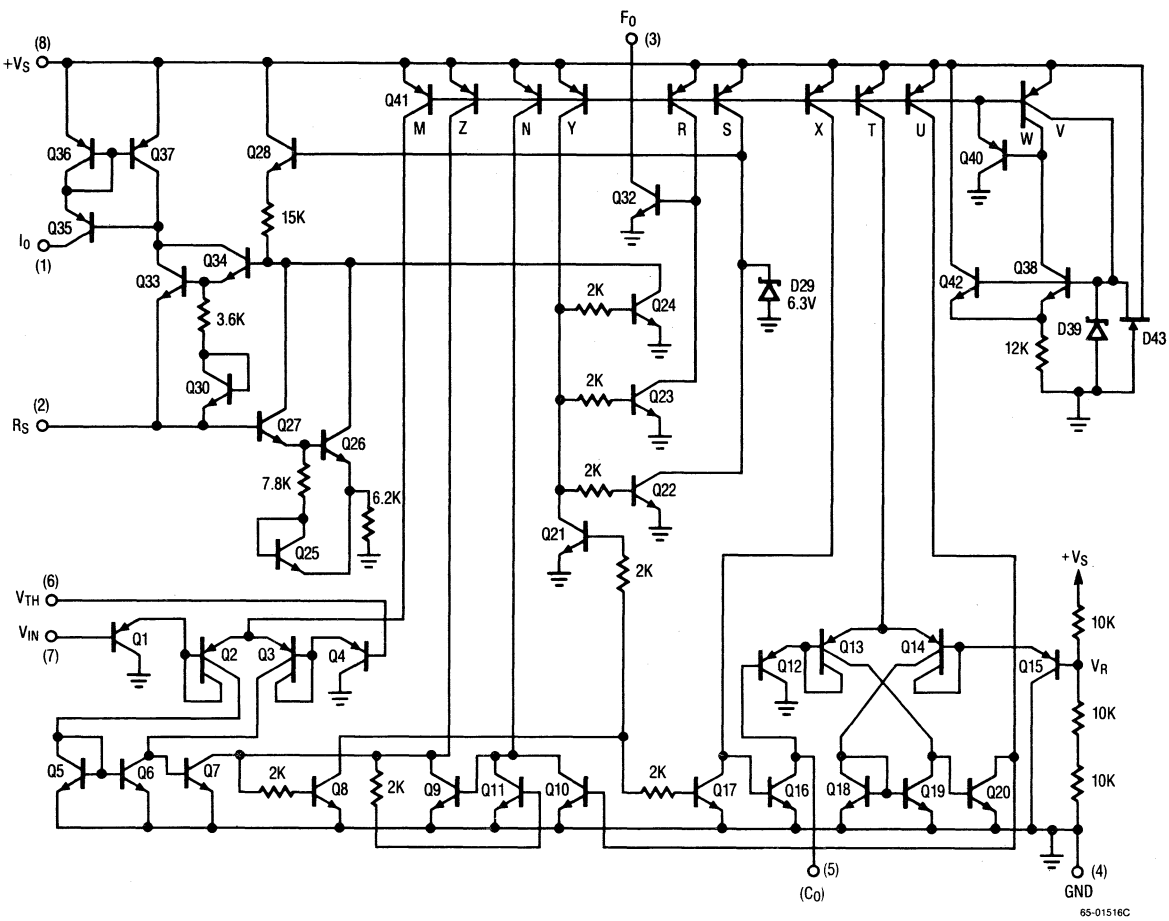 F₀
(3)
(8)
+VS
Q41
M
Z
N
Y
R
S
X
T
U
W
V
Q36
Q37
Q28
Q40
Q32
Q35
15K
I₀
(1)
Q33
Q34
Q42
Q38
D29
6.3V
2K
Q24
3.6K
D39
D43
12K
Q30
2K
Q23
(2)
RS
Q27
Q26
2K
Q22
7.8K
6.2K
Q21
Q25
2K
+VS
(6)
VTH
VIN
(7)
Q1
Q2
Q3
Q4
10K
Q12
Q13
Q14
Q15
VR
10K
Q5
Q6
Q7
2K
Q8
2K
Q9
Q11
Q10
2K
Q17
Q16
Q18
Q19
Q20
10K
(5)
(C₀)
(4)
GND
65-01516C